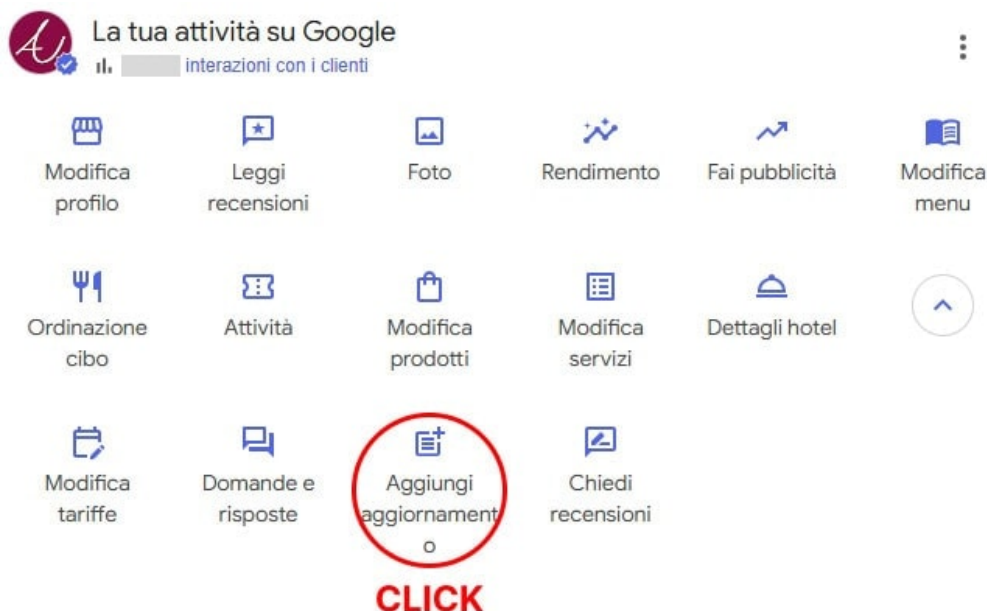 La tua attività su Google
interazioni con i clienti
Modifica profilo
Leggi recensioni
Foto
Rendimento
Fai pubblicità
Modifica menu
Ordinazione cibo
Attività
Modifica prodotti
Modifica servizi
Dettagli hotel
Modifica tariffe
Domande e risposte
Aggiungi
aggiornament
o
Chiedi recensioni
CLICK